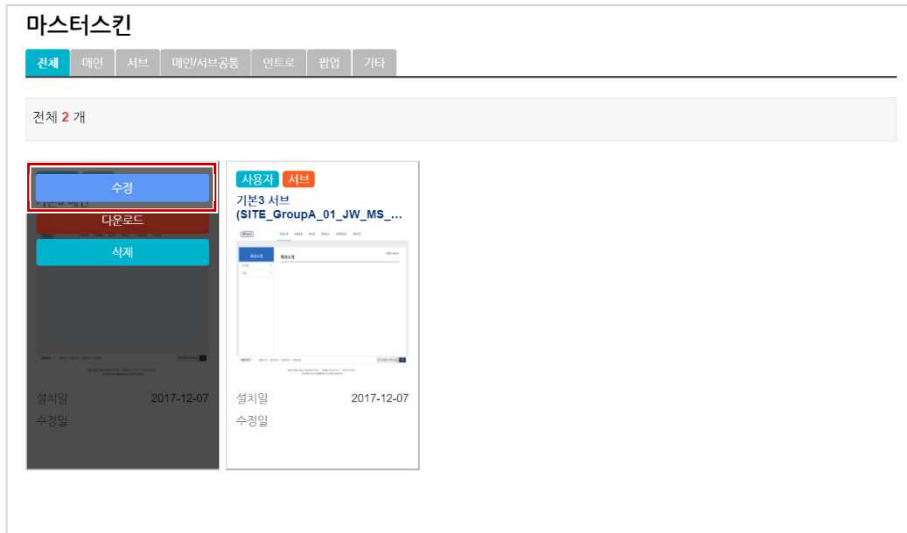 마스터스킨
전체 메인 서브 메인/서브공통 인트로 팝업 기타
전체 2 개
수정
다운로드
삭제
설치일 2017-12-07
수정일
사용자 서브
기본3 서브
(SITE_GroupA_01_JW_MS_...
설치일 2017-12-07
수정일